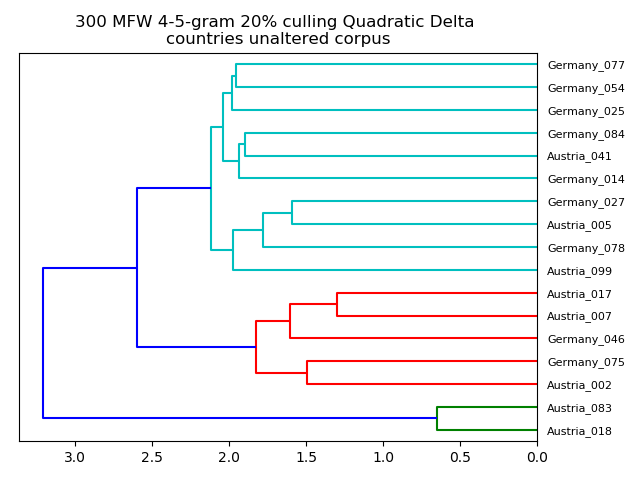 300 MFW 4-5-gram 20% culling Quadratic Delta
countries unaltered corpus
Germany_077
Germany_054
Germany_025
Germany_084
Austria_041
Germany_014
Germany_027
Austria_005
Germany_078
Austria_099
Austria_017
Austria_007
Germany_046
Germany_075
Austria_002
Austria_083
Austria_018
3.0 2.5 2.0 1.5 1.0 0.5 0.0